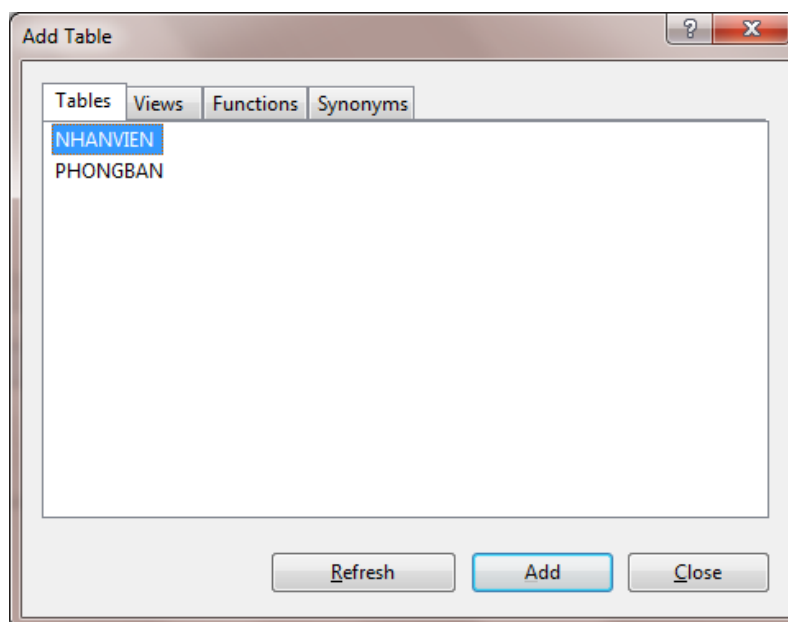 Add Table
Tables Views Functions Synonyms
NHANVIEN
PHONGBAN
Refresh Add Close